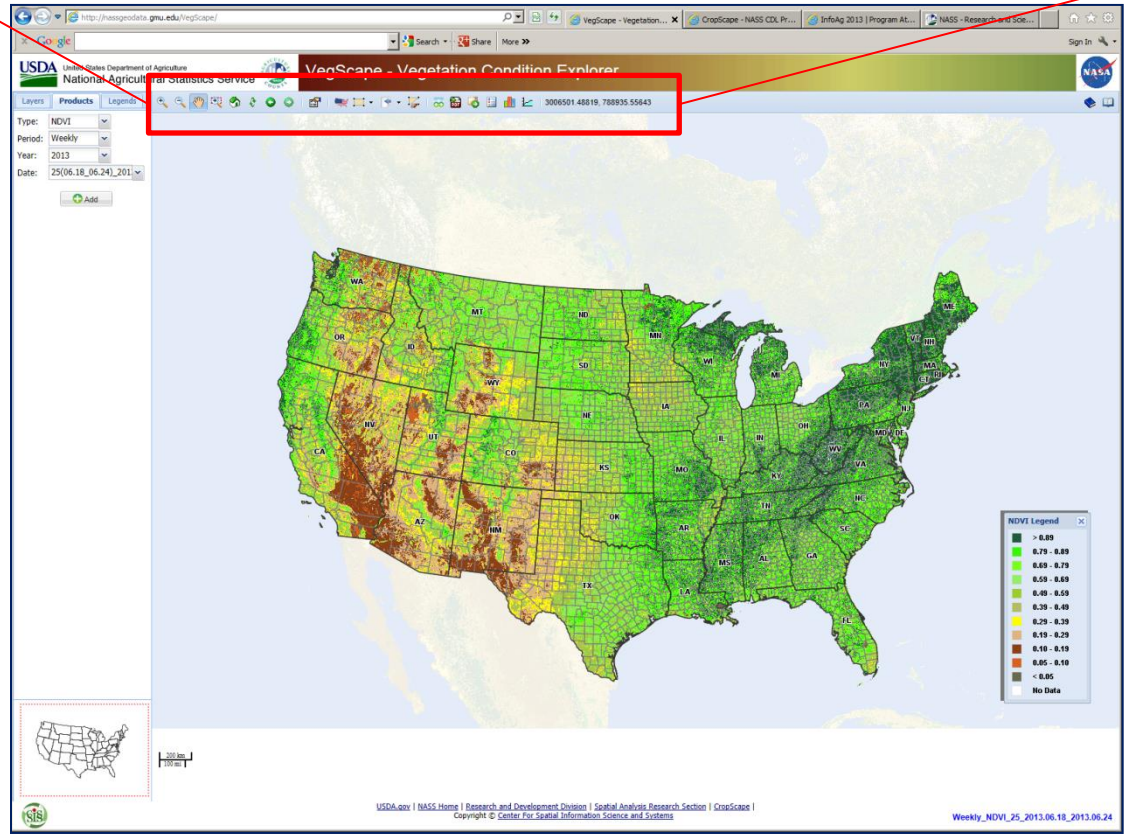 http://nassgeodata.gmu.edu/VegScape/
VegScape - Vegetation...
CropScape - NASS CDL Pr...
InfoAg 2013 | Program At...
NASS - Research and Scie...
x Google
Search
Share
More »
Sign In
USDA
United States Department of Agriculture
National Agricultural Statistics Service
VegScape - Vegetation Condition Explorer
NASA
Layers Products Legends
3006501.48819, 788935.55643
Type: NDVI
Period: Weekly
Year: 2013
Date: 25(06.18_06.24)_201
Add
WA
MT
ND
MN
ME
OR
ID
SD
WI
MI
NY
VT
NH
MA
CT
RI
WY
NE
IA
PA
NJ
NV
UT
CO
IL
IN
OH
MD
DE
CA
KS
MO
WV
VA
KY
AZ
NM
OK
AR
TN
NC
SC
TX
LA
MS
AL
GA
FL
NDVI Legend x
> 0.89
0.79 - 0.89
0.69 - 0.79
0.59 - 0.69
0.49 - 0.59
0.39 - 0.49
0.29 - 0.39
0.19 - 0.29
0.10 - 0.19
0.05 - 0.10
< 0.05
No Data
200 km
100 mi
SIS
USDA.gov | NASS Home | Research and Development Division | Spatial Analysis Research Section | CropScape |
Copyright © Center For Spatial Information Science and Systems
Weekly_NDVI_25_2013.06.18_2013.06.24